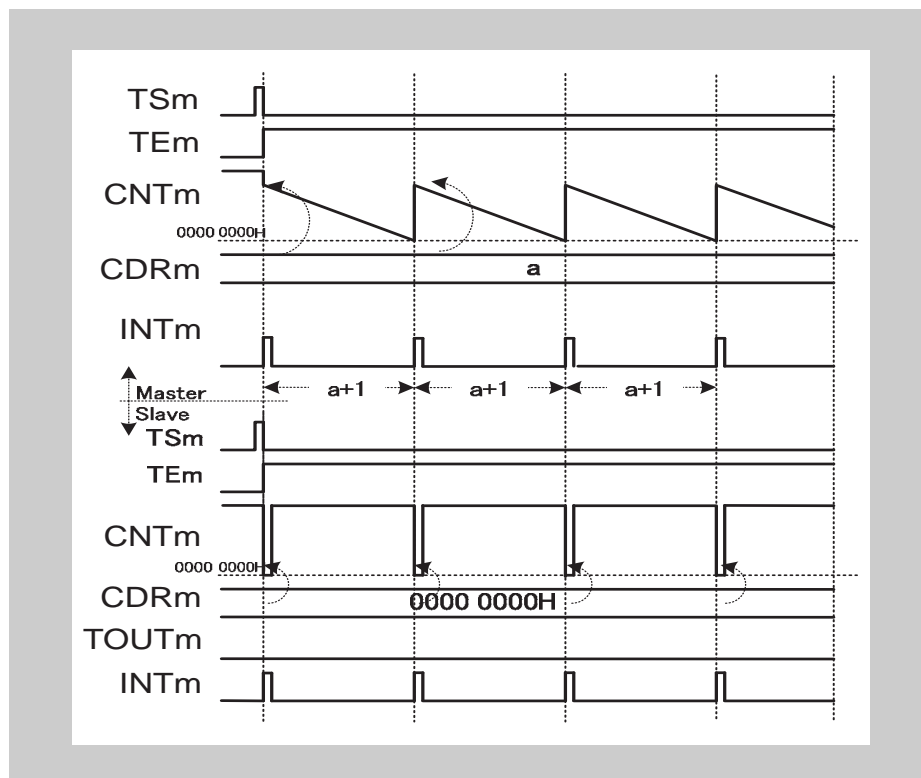 TSm
TEm
CNTm
0000 0000H
CDRm
a
INTm
a+1 a+1 a+1
Master
Slave
TSm
TEm
CNTm
0000 0000H
CDRm
0000 0000H
TOUTm
INTm